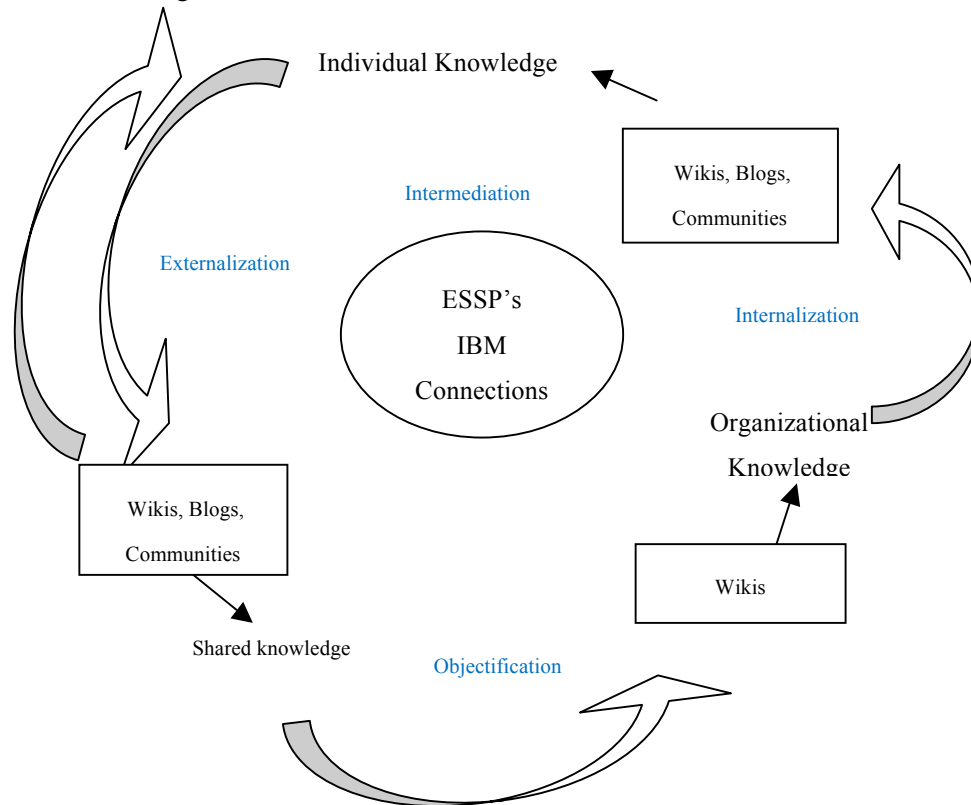 Individual Knowledge
Wikis, Blogs,
Communities
Intermediation
Externalization
ESSP's
IBM
Connections
Internalization
Organizational
Knowledge
Wikis, Blogs,
Communities
Wikis
Shared knowledge
Objectification